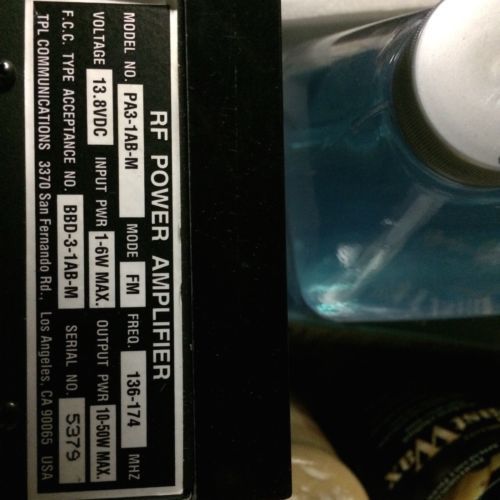 RF POWER AMPLIFIER
MODEL NO. PA3-1AB-M MODE FM FREQ. 136-174 MHZ
VOLTAGE 13.8VDC INPUT PWR 1-6W MAX. OUTPUT PWR 10-50W MAX.
F.C.C. TYPE ACCEPTANCE NO. BBD-3-1AB-M SERIAL NO. 5379
TPL COMMUNICATIONS 3370 San Fernando Rd., Los Angeles, CA 90065 USA
Wax